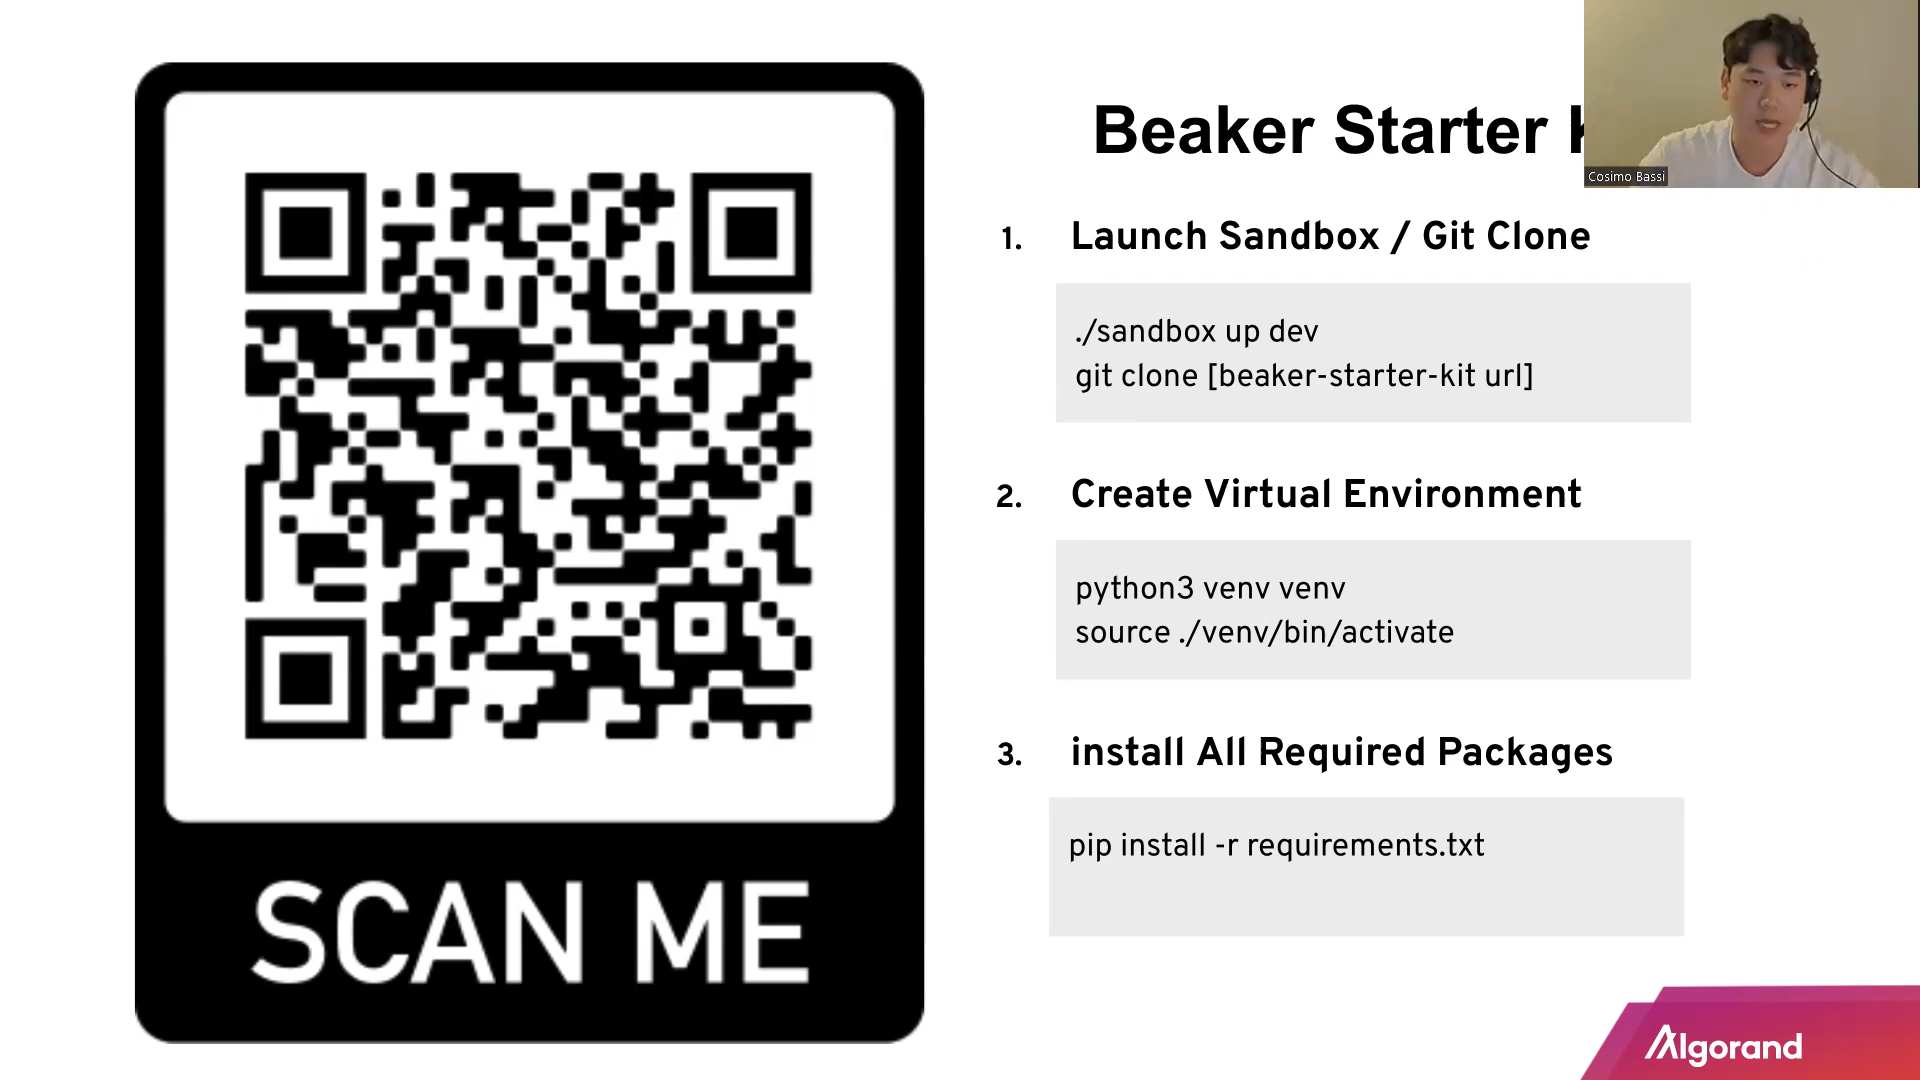 Beaker Starter
Cosimo Bassi
1. Launch Sandbox / Git Clone
./sandbox up dev
git clone [beaker-starter-kit url]
2. Create Virtual Environment
python3 venv venv
source ./venv/bin/activate
3. install All Required Packages
pip install -r requirements.txt
SCAN ME
Algorand